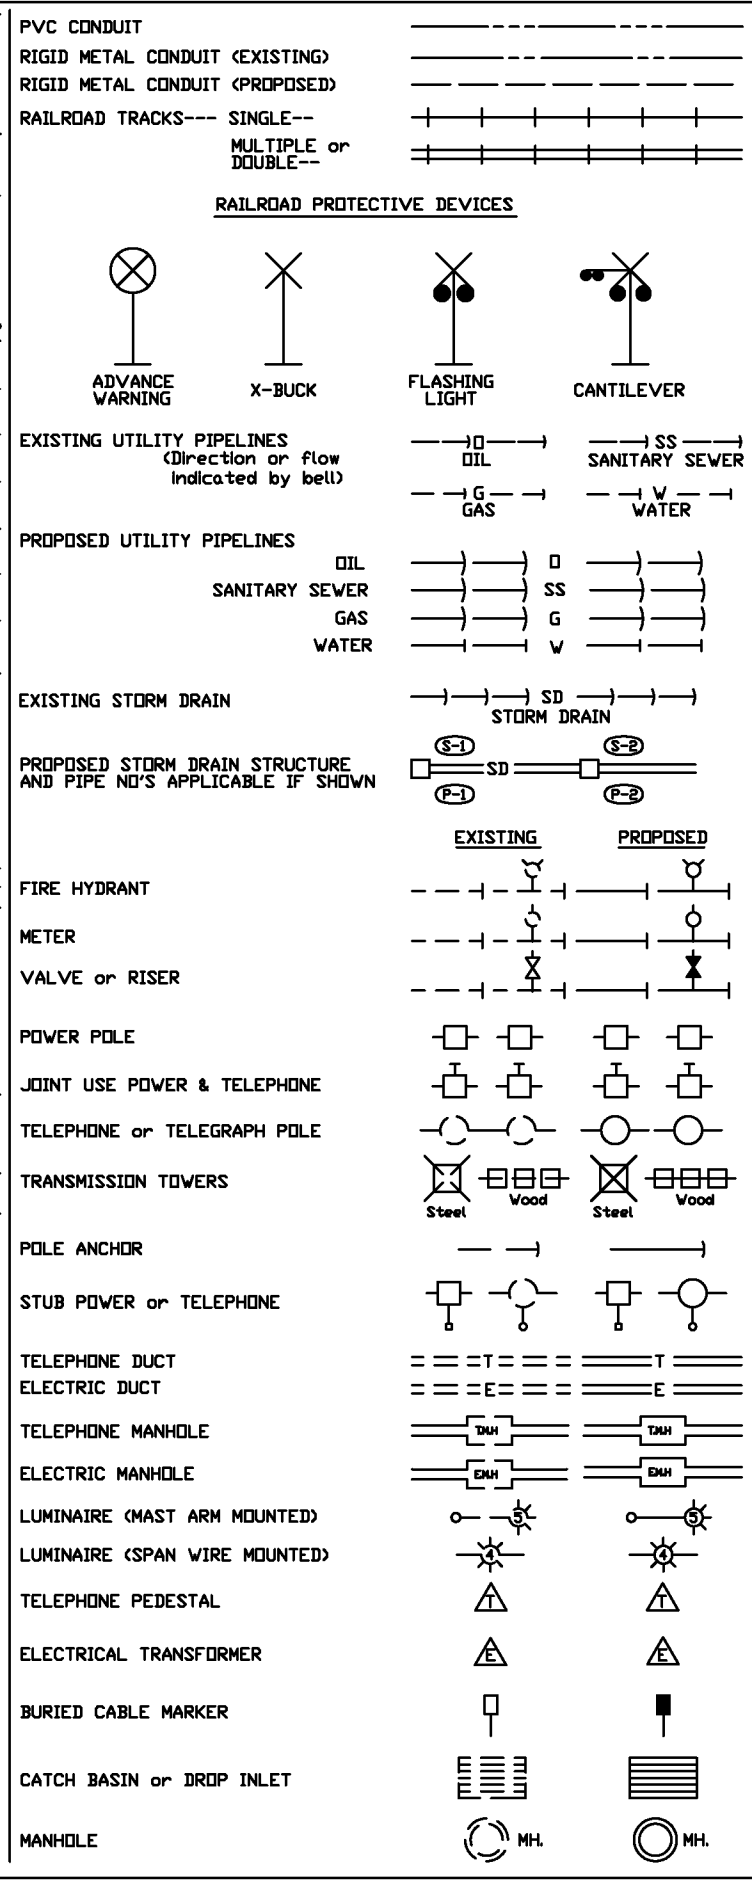 PVC CONDUIT
RIGID METAL CONDUIT (EXISTING)
RIGID METAL CONDUIT (PROPOSED)
RAILROAD TRACKS--- SINGLE--
MULTIPLE or
DOUBLE--
RAILROAD PROTECTIVE DEVICES
ADVANCE
WARNING
X-BUCK
FLASHING
LIGHT
CANTILEVER
EXISTING UTILITY PIPELINES
(Direction or flow
indicated by bell)
O
OIL
SS
SANITARY SEWER
G
GAS
W
WATER
PROPOSED UTILITY PIPELINES
OIL O
SANITARY SEWER SS
GAS G
WATER W
EXISTING STORM DRAIN SD
STORM DRAIN
PROPOSED STORM DRAIN STRUCTURE
AND PIPE NO'S APPLICABLE IF SHOWN
S-1 S-2
SD
P-1 P-2
EXISTING PROPOSED
FIRE HYDRANT
METER
VALVE or RISER
POWER POLE
JOINT USE POWER & TELEPHONE
TELEPHONE or TELEGRAPH POLE
TRANSMISSION TOWERS
Steel Wood Steel Wood
POLE ANCHOR
STUB POWER or TELEPHONE
TELEPHONE DUCT T T
ELECTRIC DUCT E E
TELEPHONE MANHOLE T.M.H T.M.H
ELECTRIC MANHOLE E.M.H E.M.H
LUMINAIRE (MAST ARM MOUNTED) 5 5
LUMINAIRE (SPAN WIRE MOUNTED) 4 4
TELEPHONE PEDESTAL T T
ELECTRICAL TRANSFORMER E E
BURIED CABLE MARKER
CATCH BASIN or DROP INLET
MANHOLE MH. MH.